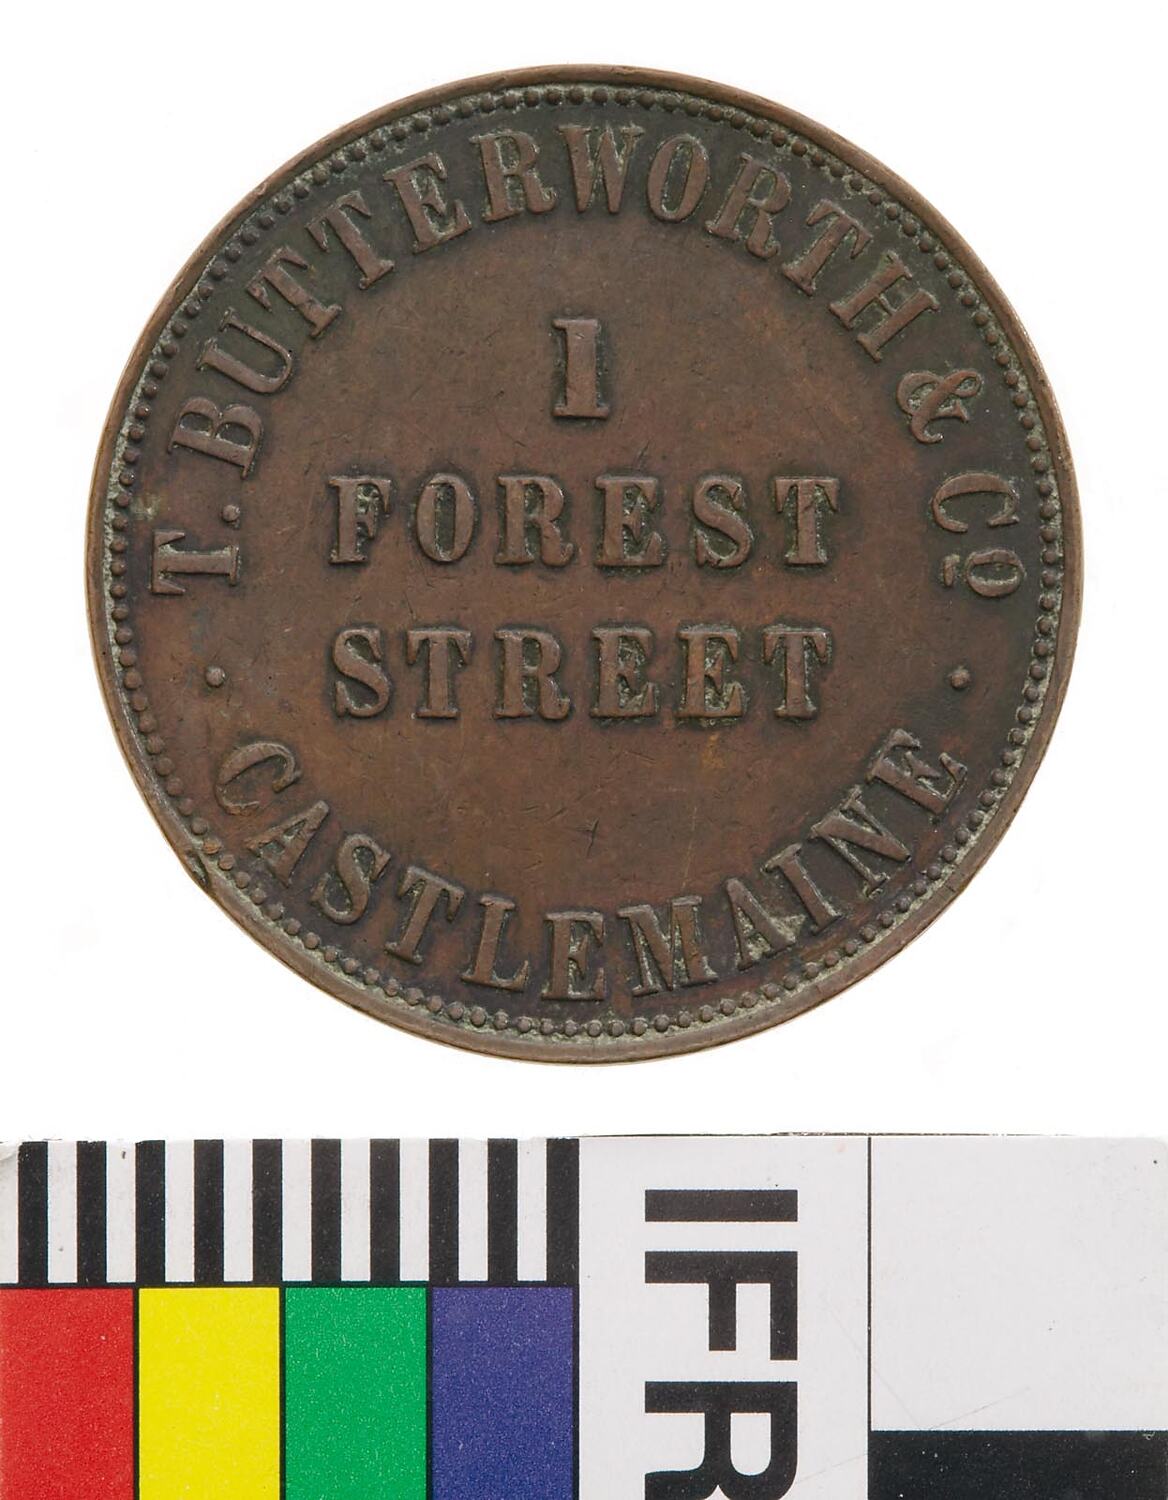 T. BUTTERWORTH & Cº
1
FOREST
STREET
CASTLEMAINE
IFR